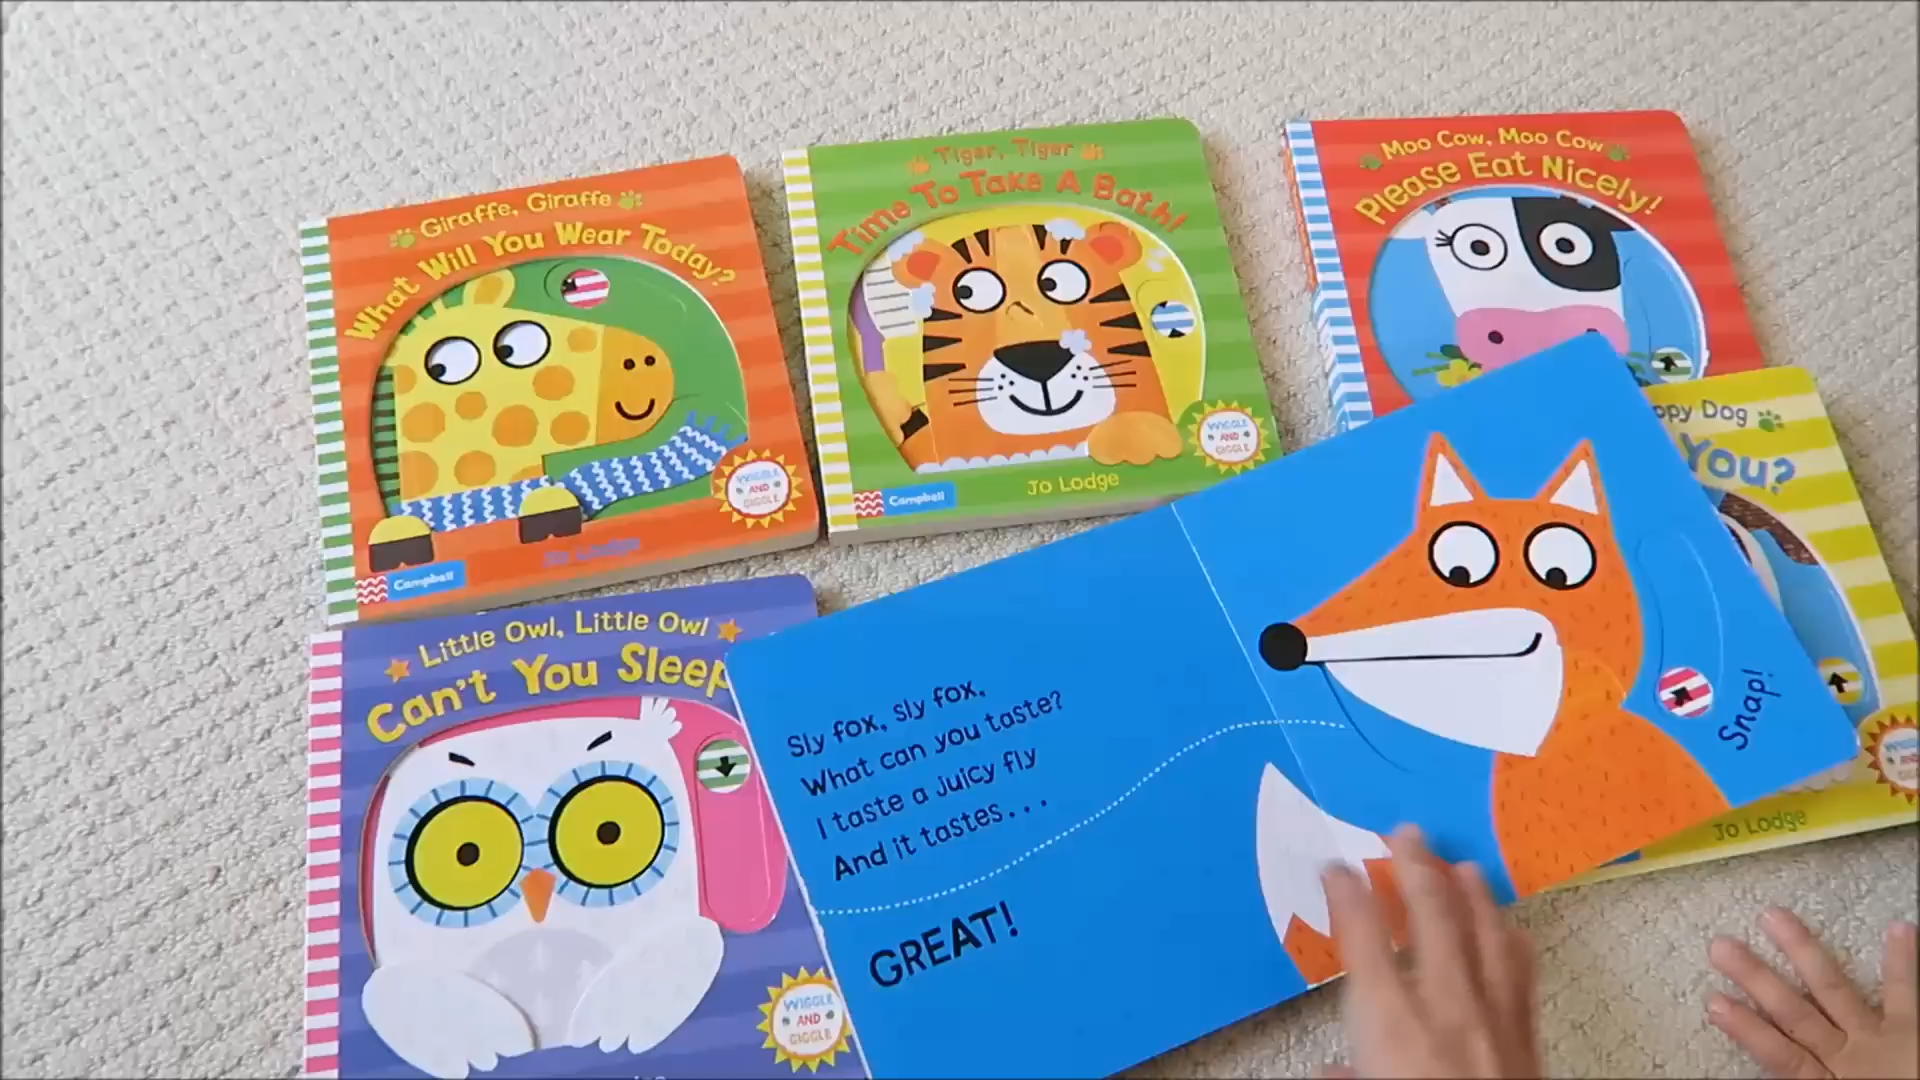 Giraffe, Giraffe
What Will You Wear Today?
WIGGLE
AND
GIGGLE
Jo Lodge
Campbell
Tiger, Tiger
Time To Take A Bath!
WIGGLE
AND
GIGGLE
Jo Lodge
Campbell
Moo Cow, Moo Cow
Please Eat Nicely!
Dog
You?
Jo Lodge
Little Owl, Little Owl
Can't You Sleep
WIGGLE
AND
GIGGLE
Sly fox, sly fox,
What can you taste?
I taste a juicy fly
And it tastes...
GREAT!
Snap!